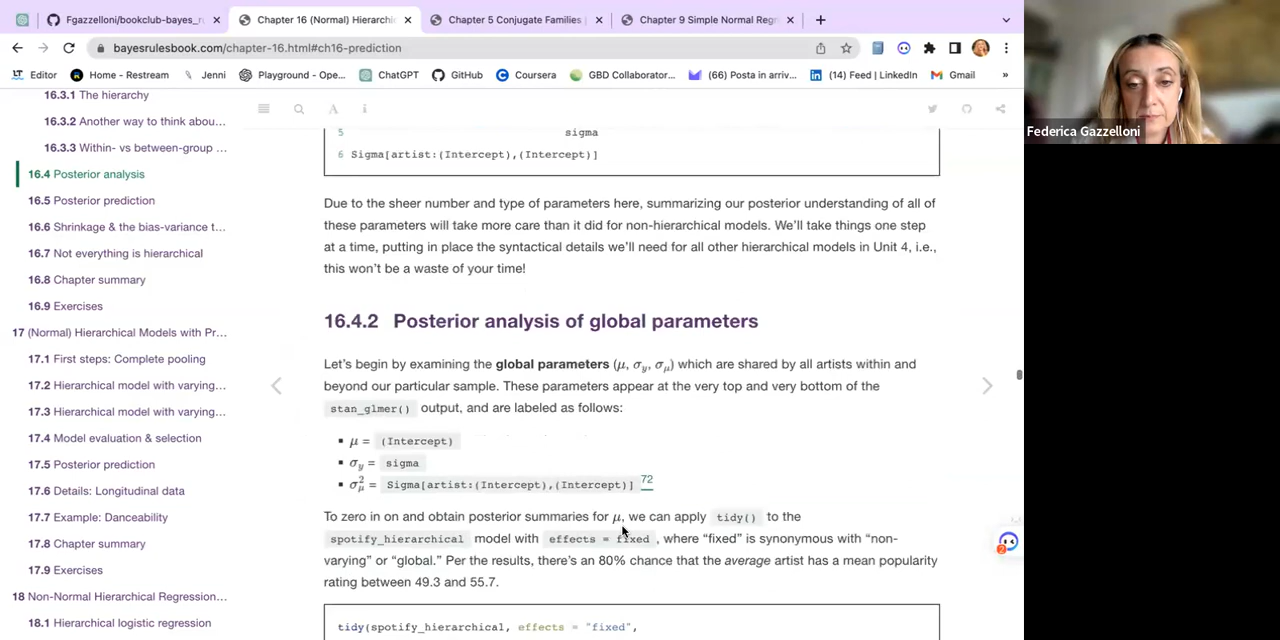 Fgazzelloni/bookclub-bayes_ru
Chapter 16 (Normal) Hierarchi
Chapter 5 Conjugate Families |
Chapter 9 Simple Normal Regr
bayesrulesbook.com/chapter-16.html#ch16-prediction
Editor
Home - Restream
Jenni
Playground - Ope...
ChatGPT
GitHub
Coursera
GBD Collaborator...
(66) Posta in arriv...
(14) Feed | LinkedIn
Gmail
»
Federica Gazzelloni
16.3.1 The hierarchy
16.3.2 Another way to think abou...
16.3.3 Within- vs between-group ...
16.4 Posterior analysis
16.5 Posterior prediction
16.6 Shrinkage & the bias-variance t...
16.7 Not everything is hierarchical
16.8 Chapter summary
16.9 Exercises
17 (Normal) Hierarchical Models with Pr...
17.1 First steps: Complete pooling
17.2 Hierarchical model with varying...
17.3 Hierarchical model with varying...
17.4 Model evaluation & selection
17.5 Posterior prediction
17.6 Details: Longitudinal data
17.7 Example: Danceability
17.8 Chapter summary
17.9 Exercises
18 Non-Normal Hierarchical Regression...
18.1 Hierarchical logistic regression
5 sigma
6 Sigma[artist:(Intercept),(Intercept)]
Due to the sheer number and type of parameters here, summarizing our posterior understanding of all of
these parameters will take more care than it did for non-hierarchical models. We'll take things one step
at a time, putting in place the syntactical details we'll need for all other hierarchical models in Unit 4, i.e.,
this won't be a waste of your time!
16.4.2 Posterior analysis of global parameters
Let's begin by examining the global parameters (μ, σy, σμ) which are shared by all artists within and
beyond our particular sample. These parameters appear at the very top and very bottom of the
stan_glmer() output, and are labeled as follows:
▪ μ = (Intercept)
▪ σy = sigma
▪ σ²μ = Sigma[artist:(Intercept),(Intercept)] 72
To zero in on and obtain posterior summaries for μ, we can apply tidy() to the
spotify_hierarchical model with effects = fixed , where “fixed” is synonymous with “non-
varying” or “global.” Per the results, there's an 80% chance that the average artist has a mean popularity
rating between 49.3 and 55.7.
tidy(spotify_hierarchical, effects = "fixed",
2